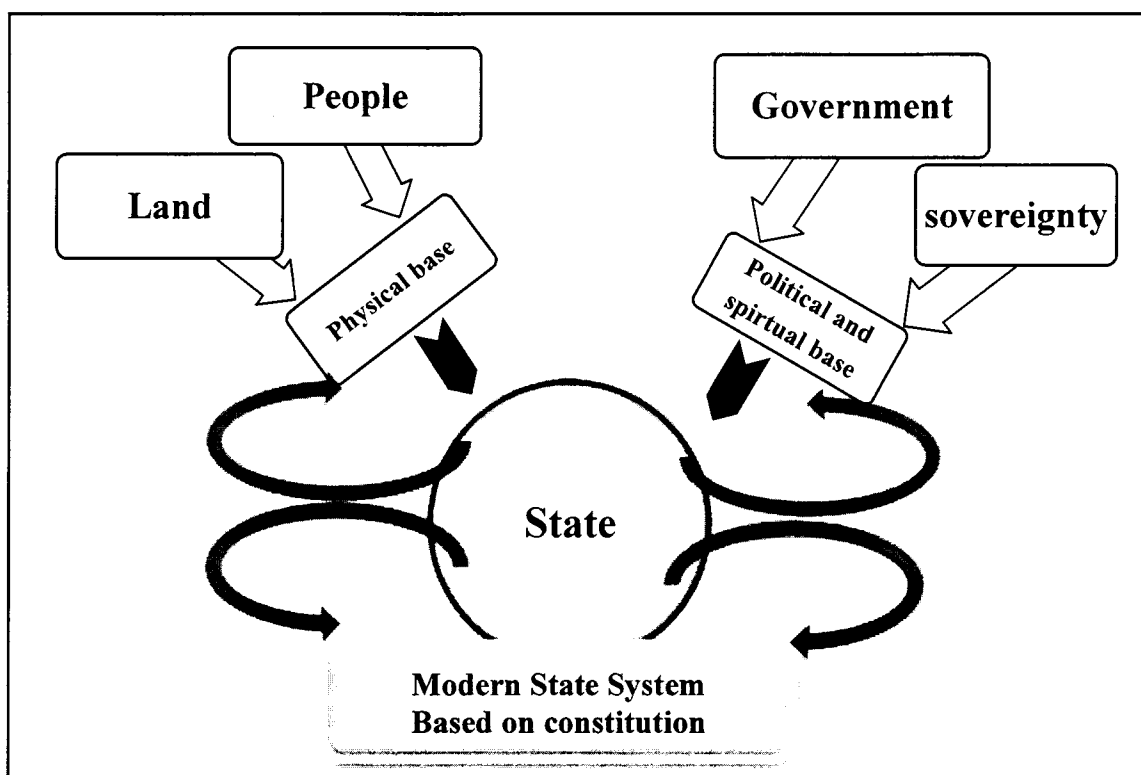 People
Land
Physical base
Government
sovereignty
Political and
spirtual base
State
Modern State System
Based on constitution